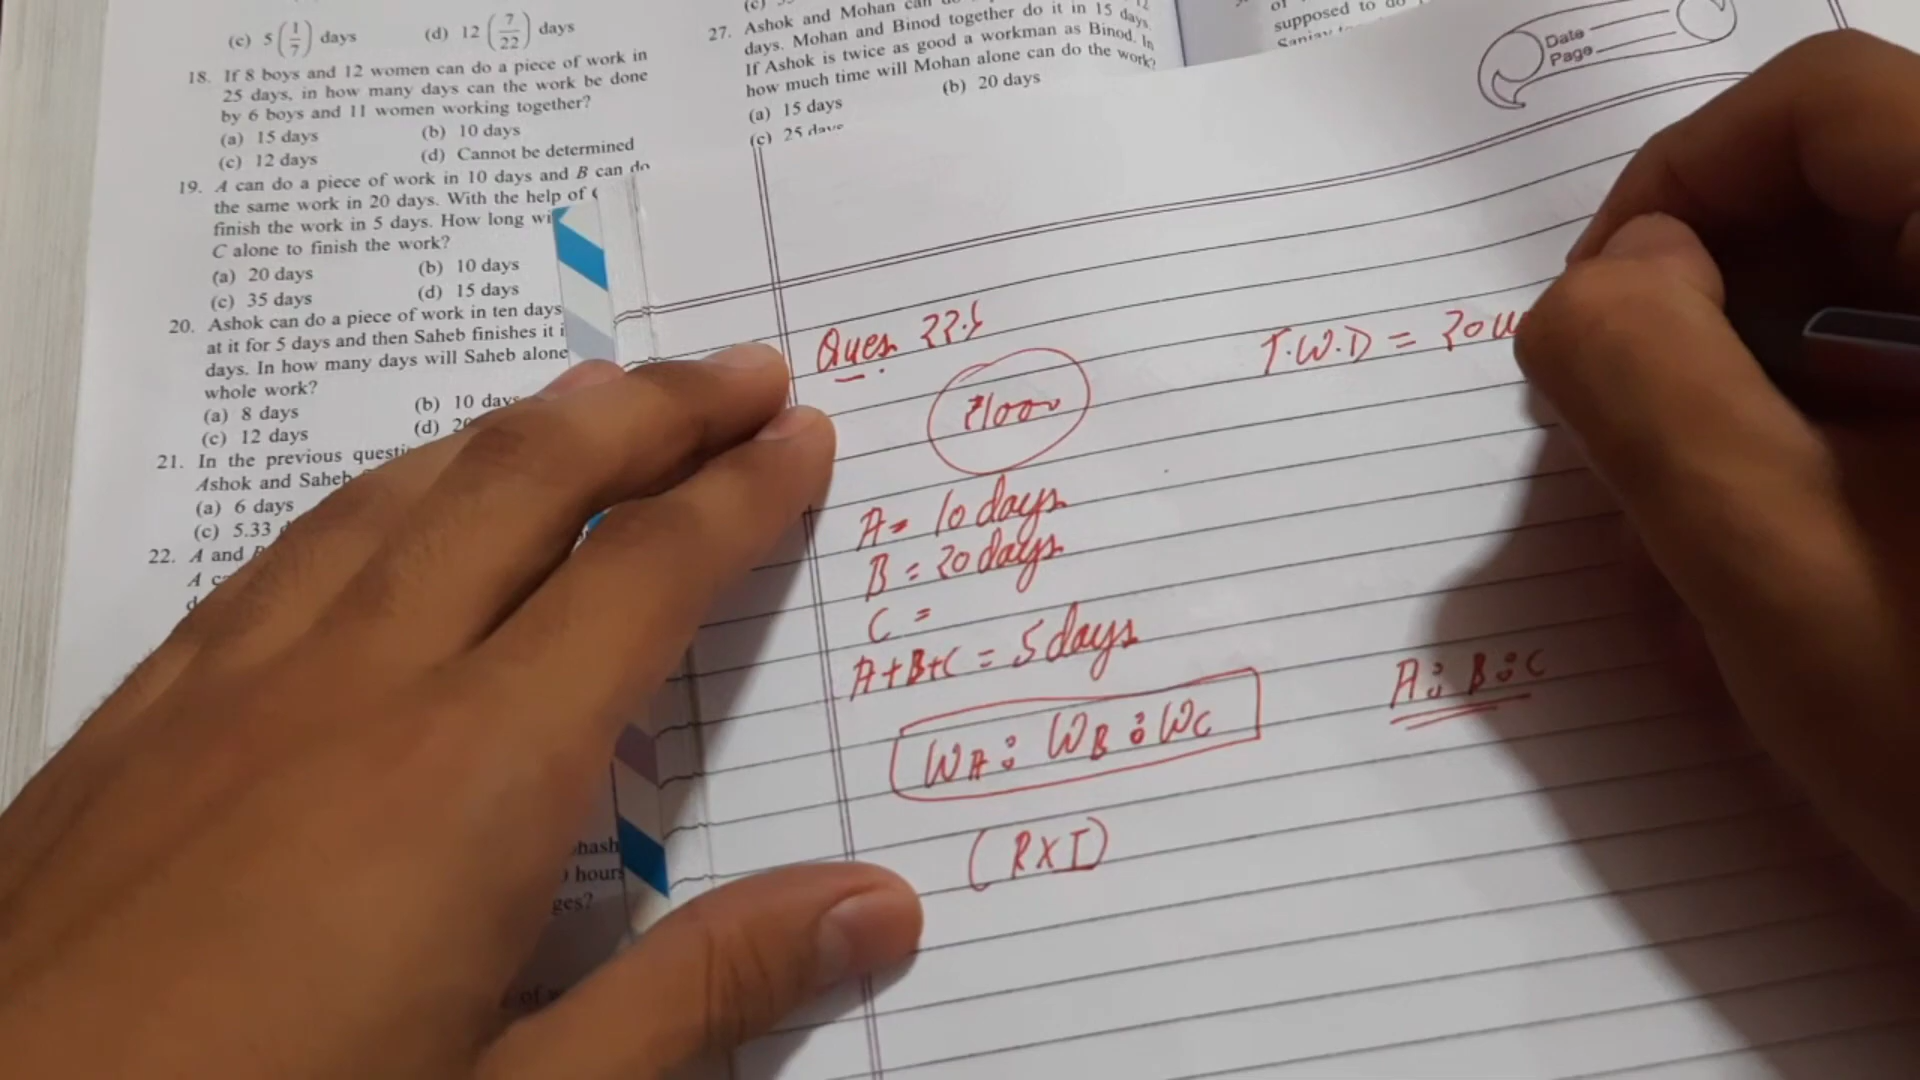 (c) 5 (1/7) days (d) 12 (7/22) days
18. If 8 boys and 12 women can do a piece of work in
25 days, in how many days can the work be done
by 6 boys and 11 women working together?
(a) 15 days (b) 10 days
(c) 12 days (d) Cannot be determined
19. A can do a piece of work in 10 days and B can do
the same work in 20 days. With the help of
finish the work in 5 days. How long
C alone to finish the work?
(a) 20 days (b) 10 days
(c) 35 days (d) 15 days
20. Ashok can do a piece of work in ten days
at it for 5 days and then Saheb finishes it
days. In how many days will Saheb alone
whole work?
(a) 8 days (b) 10 days
(c) 12 days (d)
21. In the previous
Ashok and Saheb
(a) 6 days
(c) 5.33
22. A and
A
hours
ges?
of
(c)
27. Ashok and Mohan can
days. Mohan and Binod together do it in 15 days.
If Ashok is twice as good a workman as Binod. In
how much time will Mohan alone can do the work?
(a) 15 days (b) 20 days
(c) 25 days
of
supposed to do
Date
Page
Ques. 22.
₹1000
T.W.D = 20
A = 10 days
B = 20 days
C =
A+B+C = 5 days
WA : WB : WC
A : B : C
(RXI)